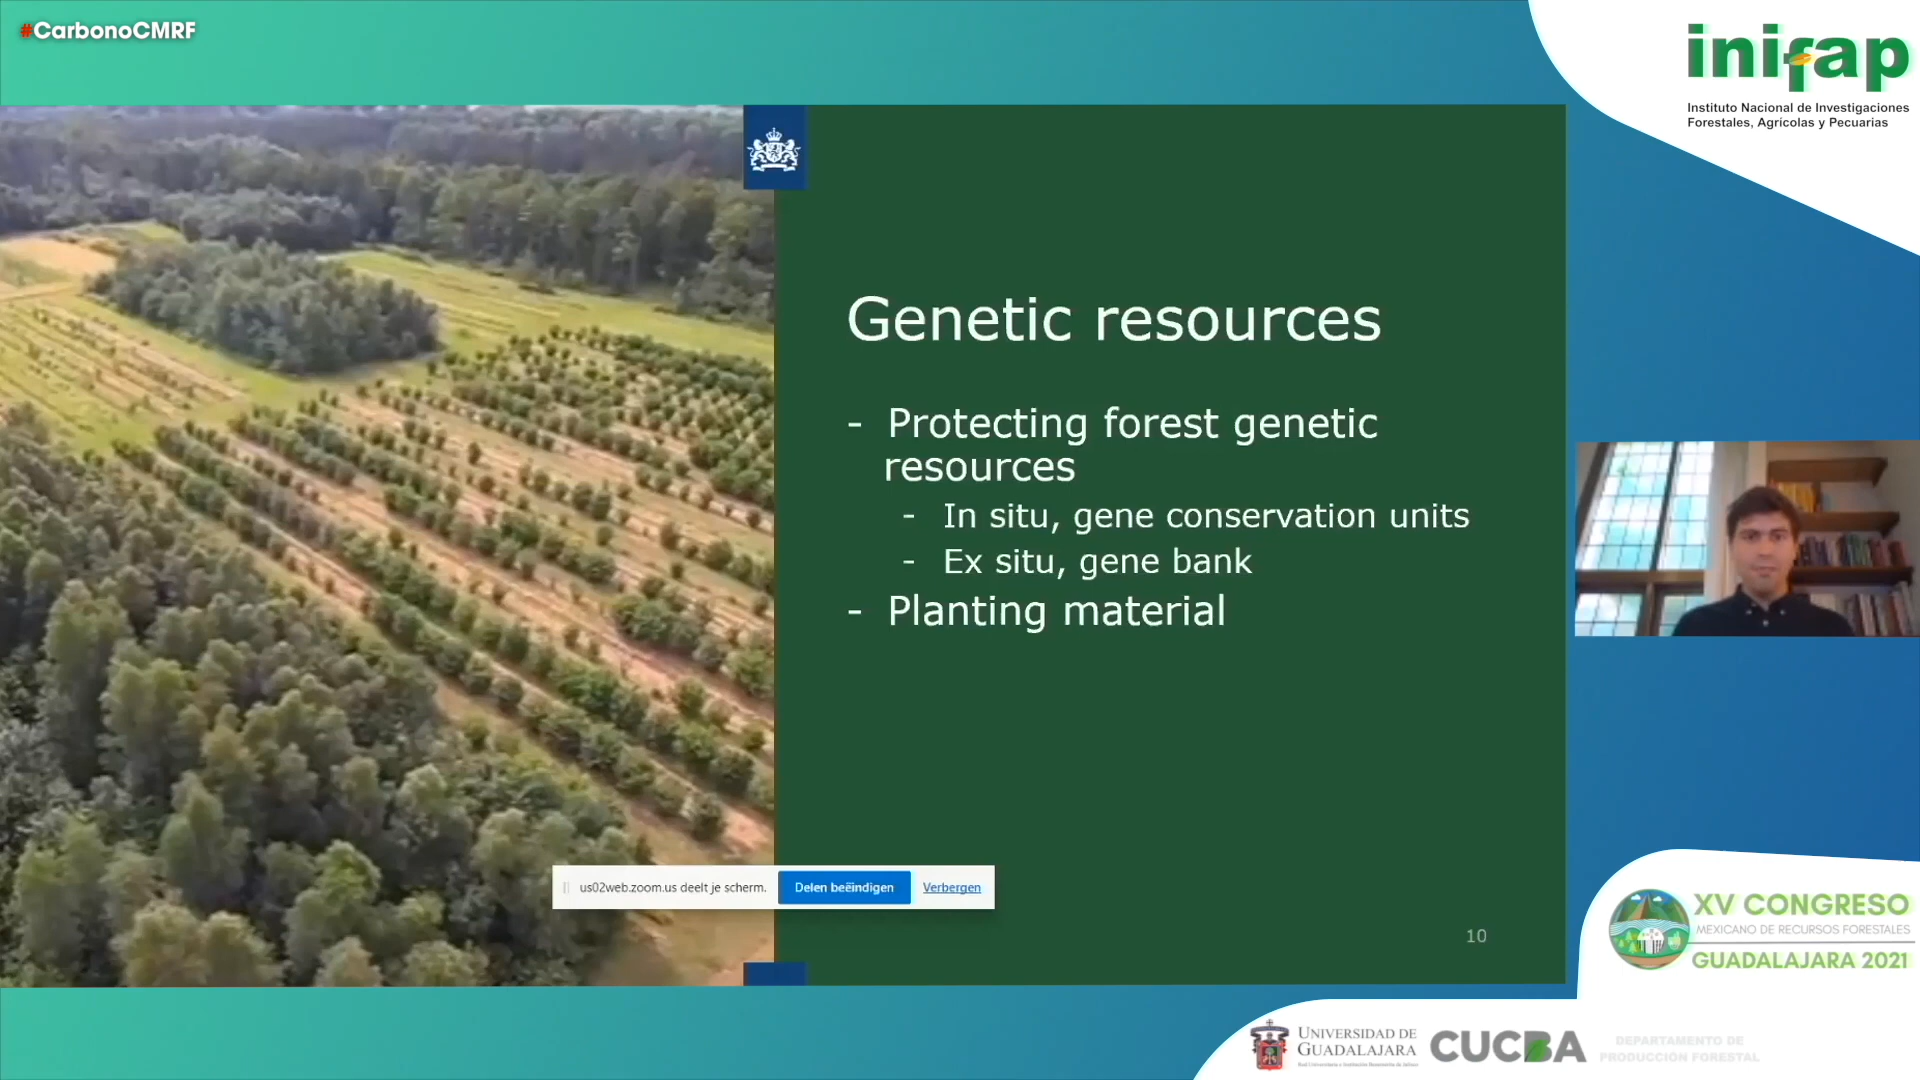 #CarbonoCMRF
inifap
Instituto Nacional de Investigaciones
Forestales, Agrícolas y Pecuarias
Genetic resources
- Protecting forest genetic
resources
- In situ, gene conservation units
- Ex situ, gene bank
- Planting material
us02web.zoom.us deelt je scherm.
Delen beëindigen
Verbergen
10
XV CONGRESO
MEXICANO DE RECURSOS FORESTALES
GUADALAJARA 2021
UNIVERSIDAD DE
GUADALAJARA
CUCBA
DEPARTAMENTO DE
PRODUCCIÓN FORESTAL